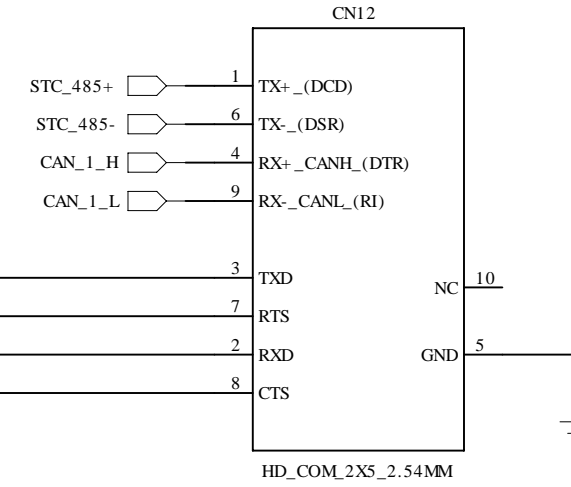 CN12
STC_485+ 1 TX+_(DCD)
STC_485- 6 TX-_(DSR)
CAN_1_H 4 RX+_CANH_(DTR)
CAN_1_L 9 RX-_CANL_(RI)
3 TXD
NC 10
7 RTS
2 RXD
GND 5
8 CTS
HD_COM_2X5_2.54MM